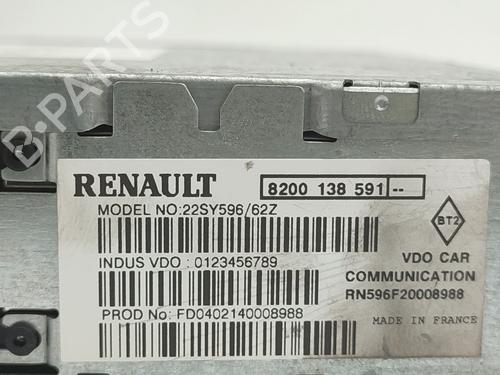 RENAULT 8200 138 591 --
MODEL NO:22SY596/62Z
BT2
INDUS VDO : 0123456789
VDO CAR
COMMUNICATION
RN596F20008988
PROD No: FD0402140008988
MADE IN FRANCE
B-PARTS